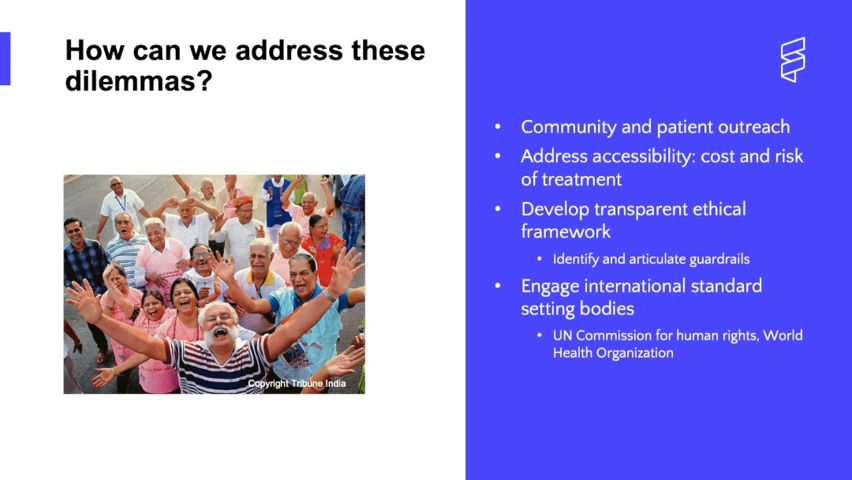 How can we address these
dilemmas?
Copyright Tribune India
• Community and patient outreach
• Address accessibility: cost and risk
of treatment
• Develop transparent ethical
framework
• Identify and articulate guardrails
• Engage international standard
setting bodies
• UN Commission for human rights, World
Health Organization